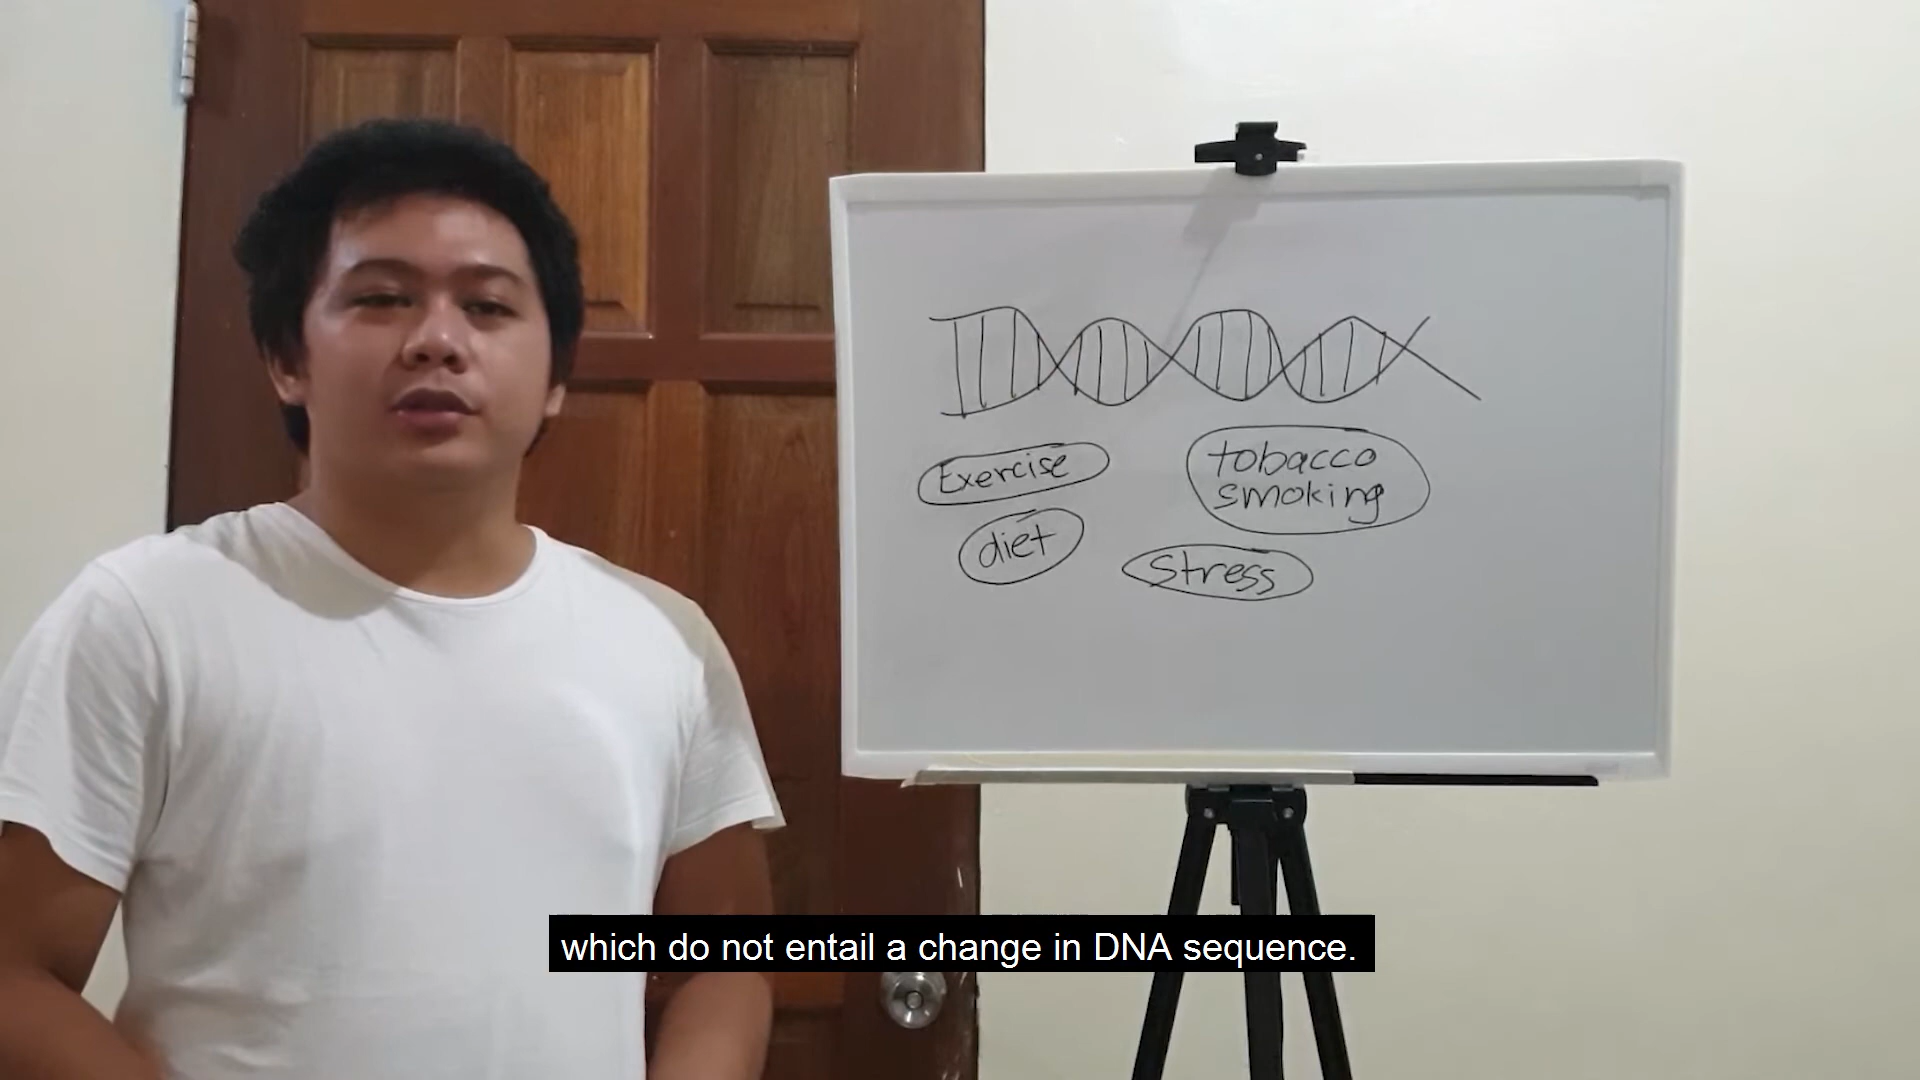 Exercise
tobacco
smoking
diet
stress
which do not entail a change in DNA sequence.